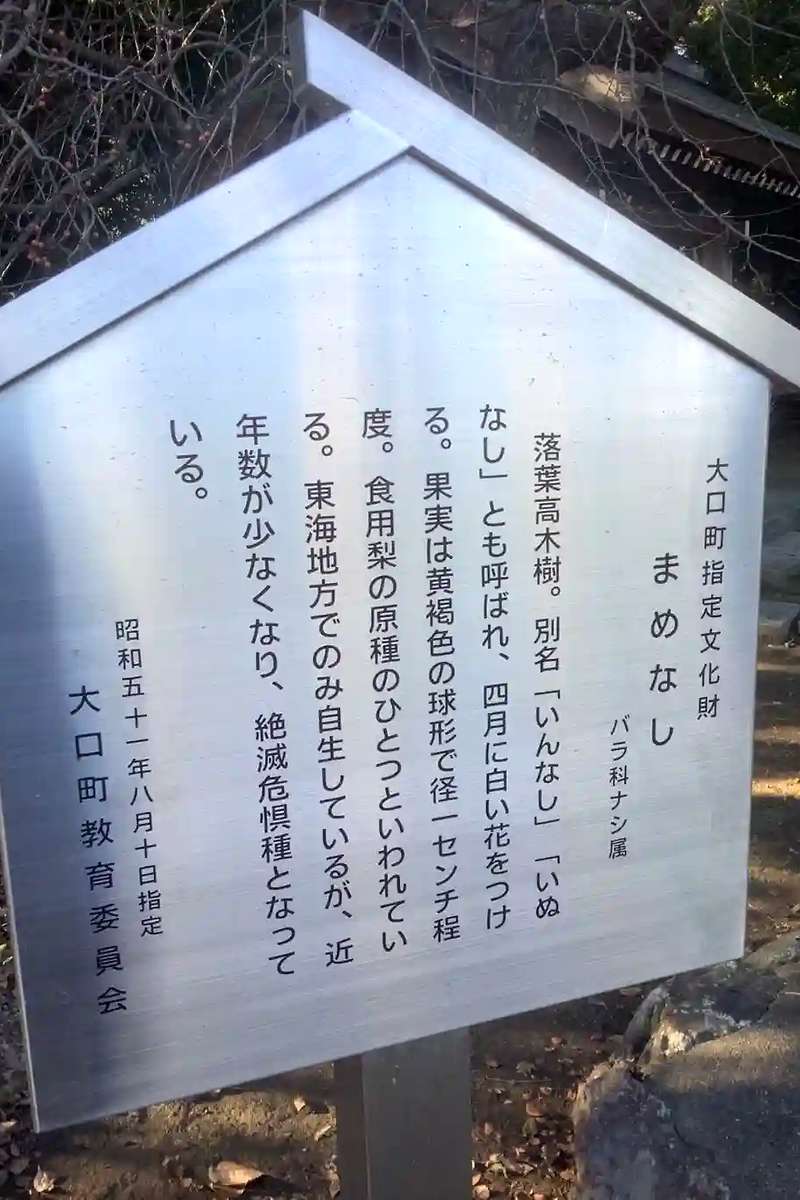 大口町指定文化財
まめなし
バラ科ナシ属
落葉高木樹。別名「いんなし」「いぬ
なし」とも呼ばれ、四月に白い花をつけ
る。果実は黄褐色の球形で径一センチ程
度。食用梨の原種のひとつといわれてい
る。東海地方でのみ自生しているが、近
年数が少なくなり、絶滅危惧種となって
いる。
昭和五十一年八月十日指定
大口町教育委員会